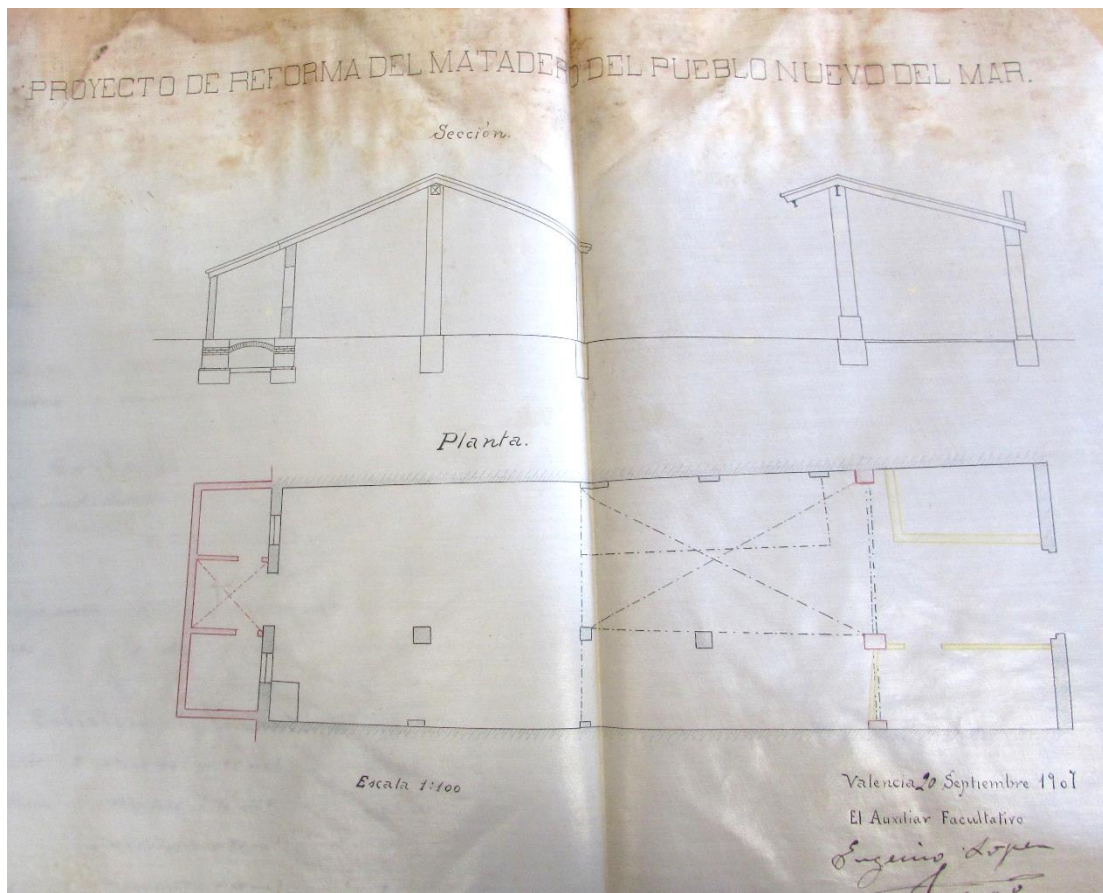 PROYECTO DE REFORMA DEL MATADERO DEL PUEBLO NUEVO DEL MAR.
Sección.
Planta.
Escala 1:100
Valencia 20 Septiembre 1907
El Auxiliar Facultativo
Eugenio Lopez